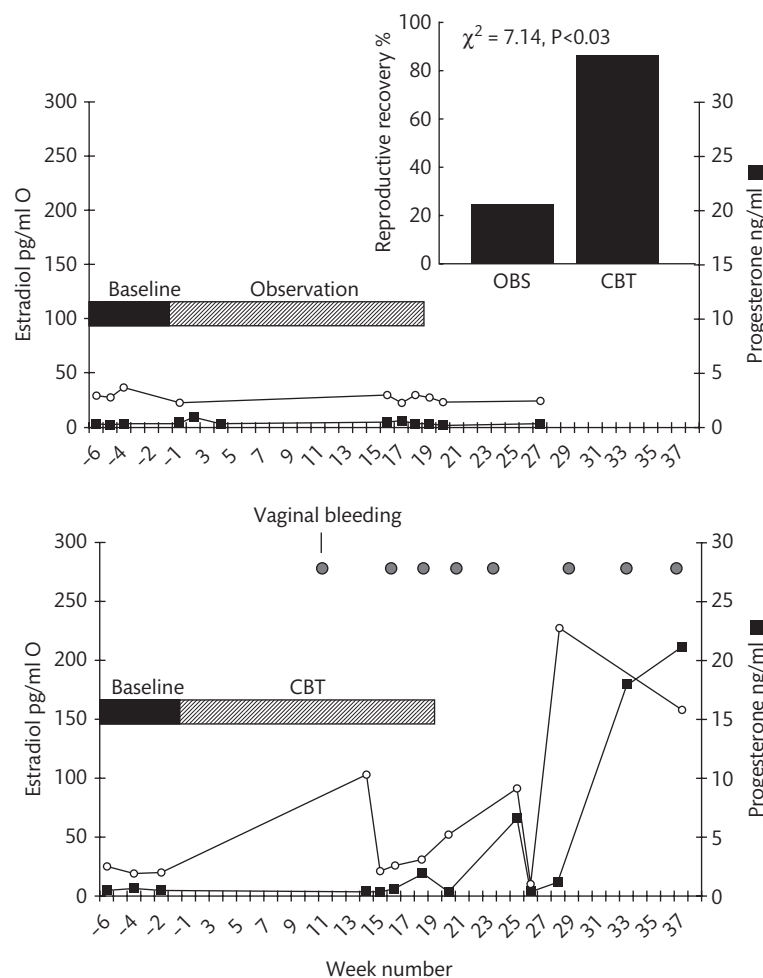 100
80
60
40
20
0
Reproductive recovery %
χ² = 7.14, P<0.03
OBS CBT
300
250
200
150
100
50
0
Estradiol pg/ml O
Baseline Observation
30
25
20
15
10
5
0
Progesterone ng/ml ■
-6 -4 -2 -1 3 5 7 9 11 13 15 17 19 21 23 25 27 29 31 33 35 37
Vaginal bleeding
300
250
200
150
100
50
0
Estradiol pg/ml O
Baseline CBT
30
25
20
15
10
5
0
Progesterone ng/ml ■
-6 -4 -2 -1 3 5 7 9 11 13 15 17 19 21 23 25 27 29 31 33 35 37
Week number